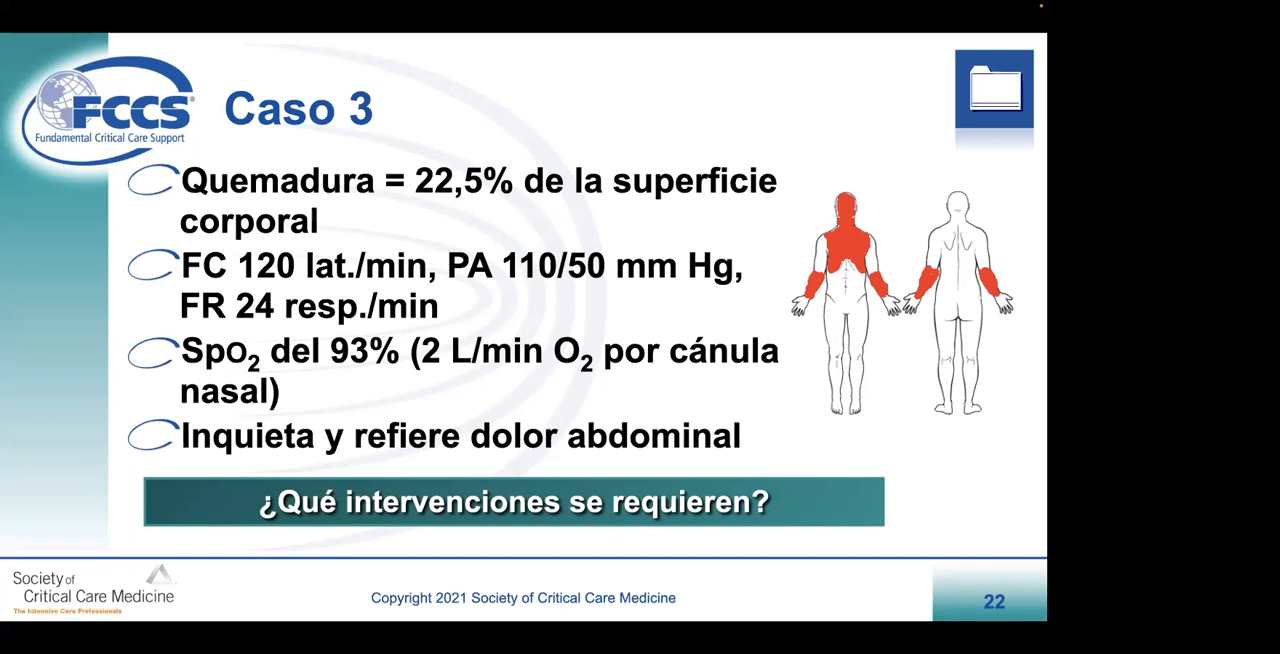 FCCS®
Fundamental Critical Care Support
Caso 3
Quemadura = 22,5% de la superficie
corporal
FC 120 lat./min, PA 110/50 mm Hg,
FR 24 resp./min
SpO₂ del 93% (2 L/min O₂ por cánula
nasal)
Inquieta y refiere dolor abdominal
¿Qué intervenciones se requieren?
Society of
Critical Care Medicine
The Intensive Care Professionals
Copyright 2021 Society of Critical Care Medicine
22